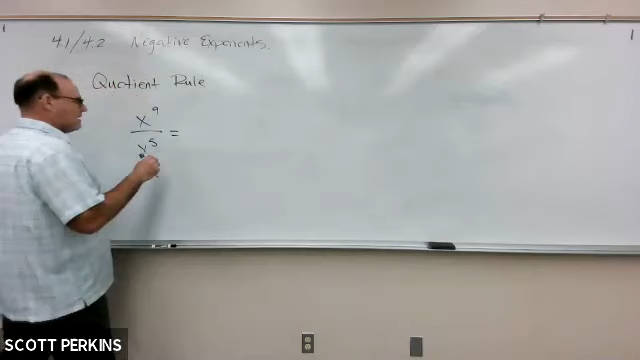 4.1/4.2 Negative Exponents.
Quotient Rule
x^9
—— =
x^5
SCOTT PERKINS